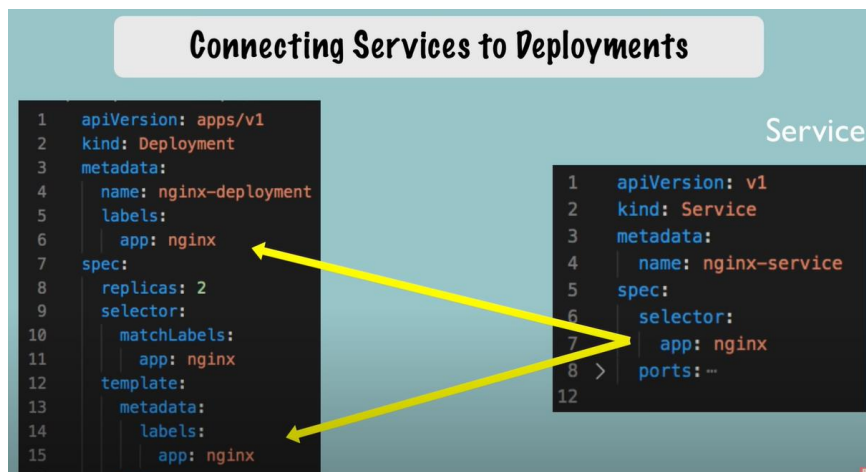 Connecting Services to Deployments
1 apiVersion: apps/v1
2 kind: Deployment
3 metadata:
4 name: nginx-deployment
5 labels:
6 app: nginx
7 spec:
8 replicas: 2
9 selector:
10 matchLabels:
11 app: nginx
12 template:
13 metadata:
14 labels:
15 app: nginx
Service
1 apiVersion: v1
2 kind: Service
3 metadata:
4 name: nginx-service
5 spec:
6 selector:
7 app: nginx
8 > ports: ⋯
12